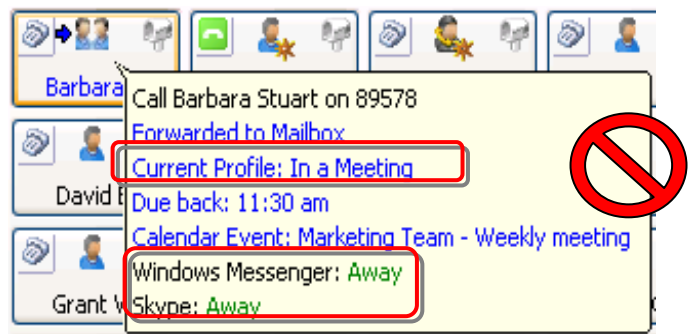 Barbara
Call Barbara Stuart on 89578
Forwarded to Mailbox
Current Profile: In a Meeting
David
Due back: 11:30 am
Calendar Event: Marketing Team - Weekly meeting
Windows Messenger: Away
Grant
Skype: Away